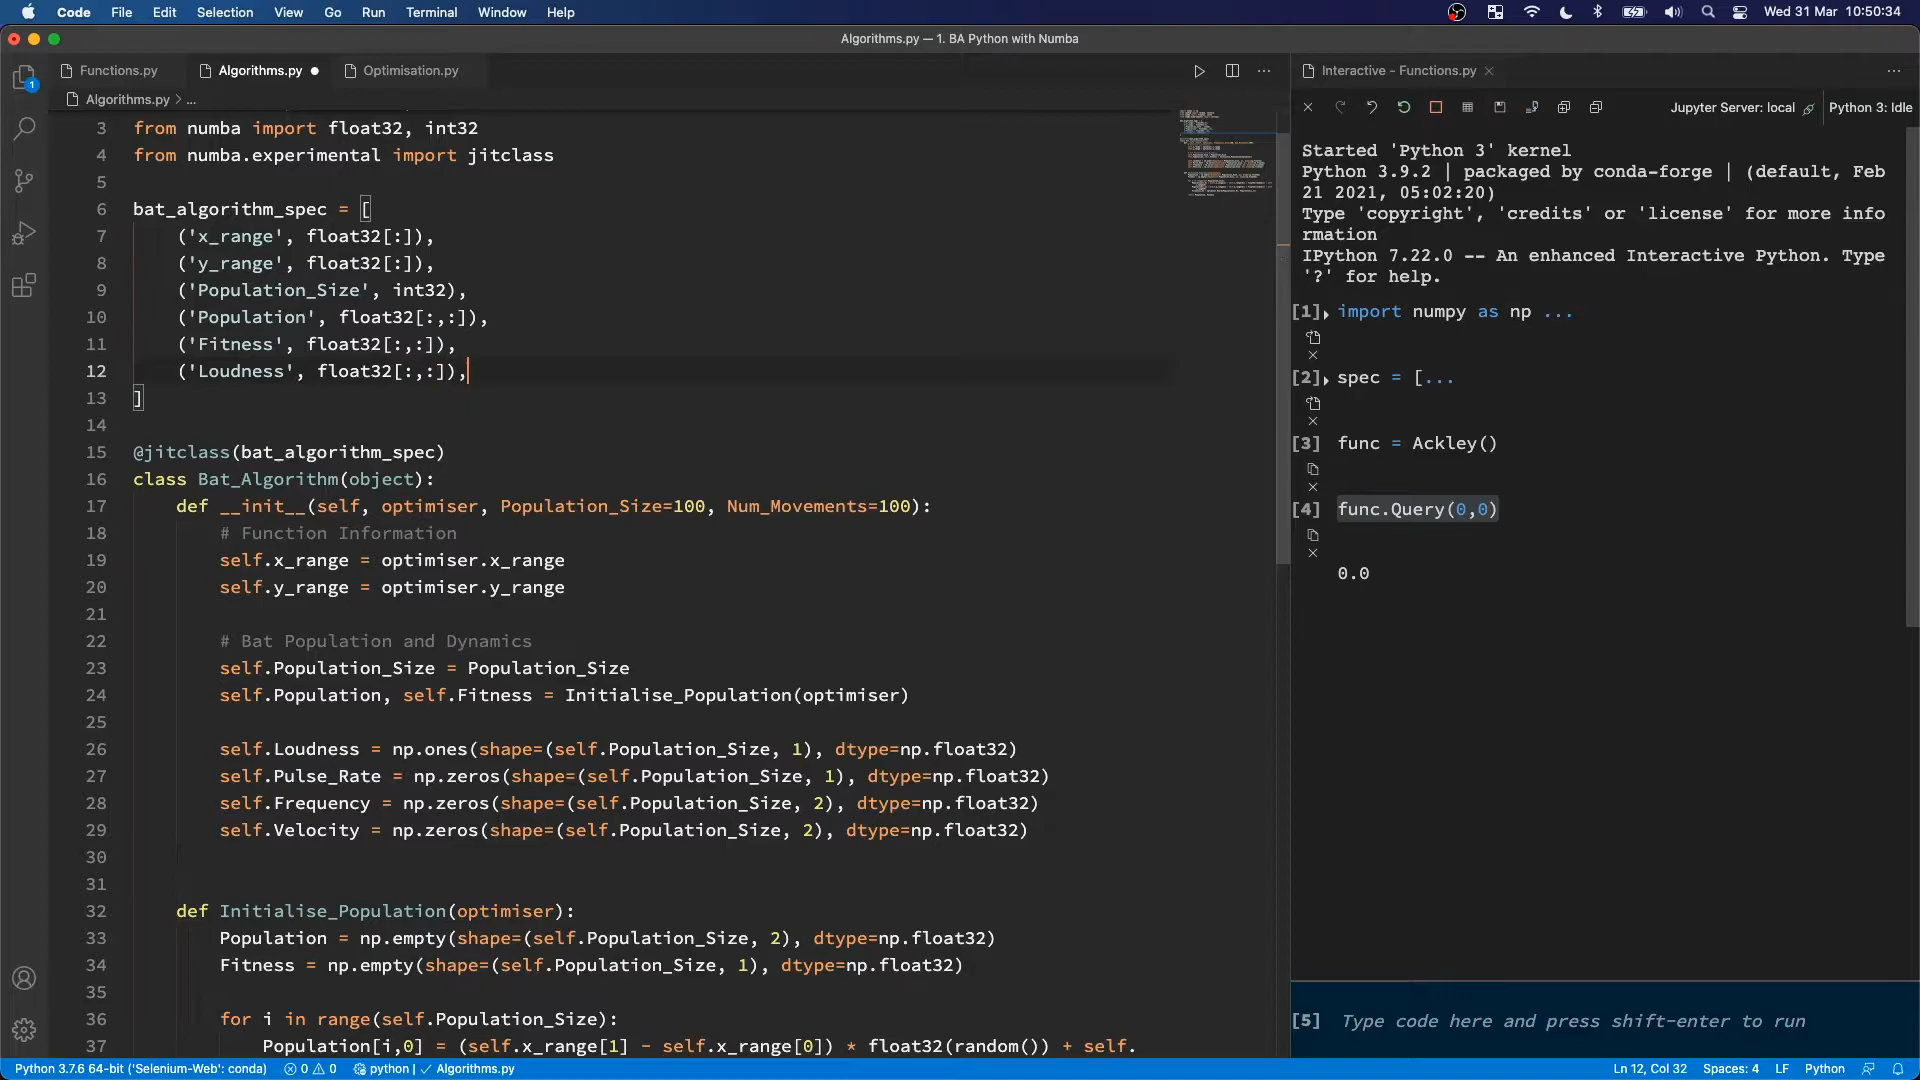 Code File Edit Selection View Go Run Terminal Window Help Wed 31 Mar 10:50:34
Algorithms.py — 1. BA Python with Numba
Functions.py Algorithms.py Optimisation.py
Interactive - Functions.py
Algorithms.py > ...
Jupyter Server: local Python 3: Idle
3 from numba import float32, int32
4 from numba.experimental import jitclass
5
6 bat_algorithm_spec = [
7 ('x_range', float32[:]),
8 ('y_range', float32[:]),
9 ('Population_Size', int32),
10 ('Population', float32[:,:]),
11 ('Fitness', float32[:,:]),
12 ('Loudness', float32[:,:]),
13 ]
14
15 @jitclass(bat_algorithm_spec)
16 class Bat_Algorithm(object):
17 def __init__(self, optimiser, Population_Size=100, Num_Movements=100):
18 # Function Information
19 self.x_range = optimiser.x_range
20 self.y_range = optimiser.y_range
21
22 # Bat Population and Dynamics
23 self.Population_Size = Population_Size
24 self.Population, self.Fitness = Initialise_Population(optimiser)
25
26 self.Loudness = np.ones(shape=(self.Population_Size, 1), dtype=np.float32)
27 self.Pulse_Rate = np.zeros(shape=(self.Population_Size, 1), dtype=np.float32)
28 self.Frequency = np.zeros(shape=(self.Population_Size, 2), dtype=np.float32)
29 self.Velocity = np.zeros(shape=(self.Population_Size, 2), dtype=np.float32)
30
31
32 def Initialise_Population(optimiser):
33 Population = np.empty(shape=(self.Population_Size, 2), dtype=np.float32)
34 Fitness = np.empty(shape=(self.Population_Size, 1), dtype=np.float32)
35
36 for i in range(self.Population_Size):
37 Population[i,0] = (self.x_range[1] - self.x_range[0]) * float32(random()) + self.
Started 'Python 3' kernel
Python 3.9.2 | packaged by conda-forge | (default, Feb
21 2021, 05:02:20)
Type 'copyright', 'credits' or 'license' for more info
rmation
IPython 7.22.0 -- An enhanced Interactive Python. Type
'?' for help.
[1] import numpy as np ...
[2] spec = [...
[3] func = Ackley()
[4] func.Query(0,0)
0.0
[5] Type code here and press shift-enter to run
1
Python 3.7.6 64-bit ('Selenium-Web': conda) 0 0 python | ✓ Algorithms.py Ln 12, Col 32 Spaces: 4 LF Python